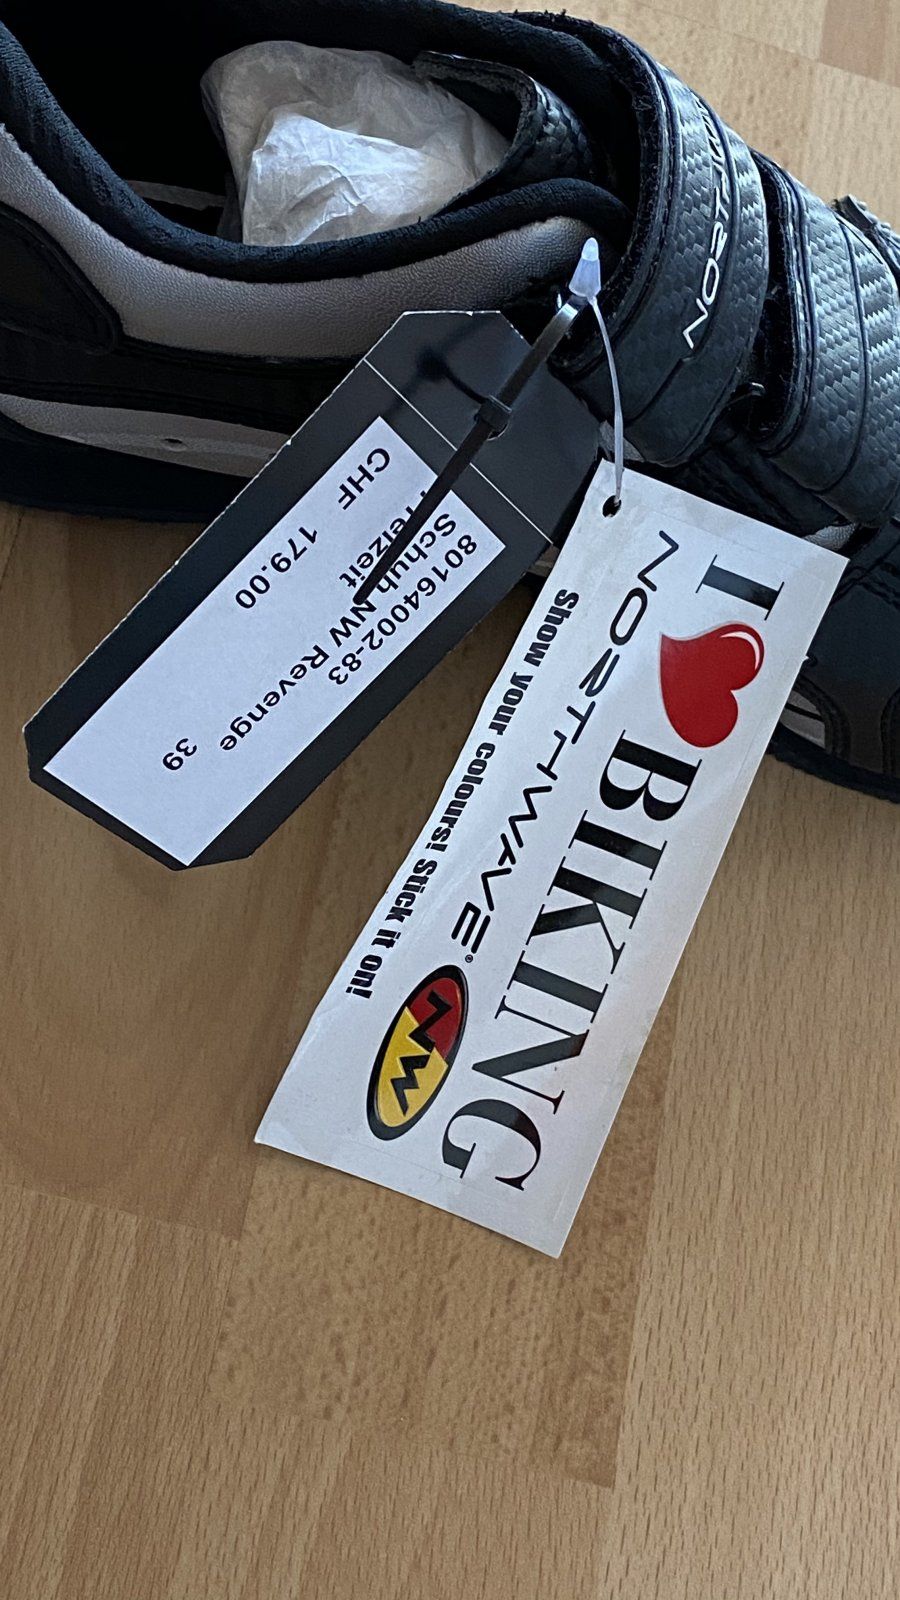 NORTHWAVE
80164002-83
Schuh NW Revenge 39
Freizeit
CHF 179.00
I BIKING
NORTHWAVE®
NW
Show your colours! Stick it on!